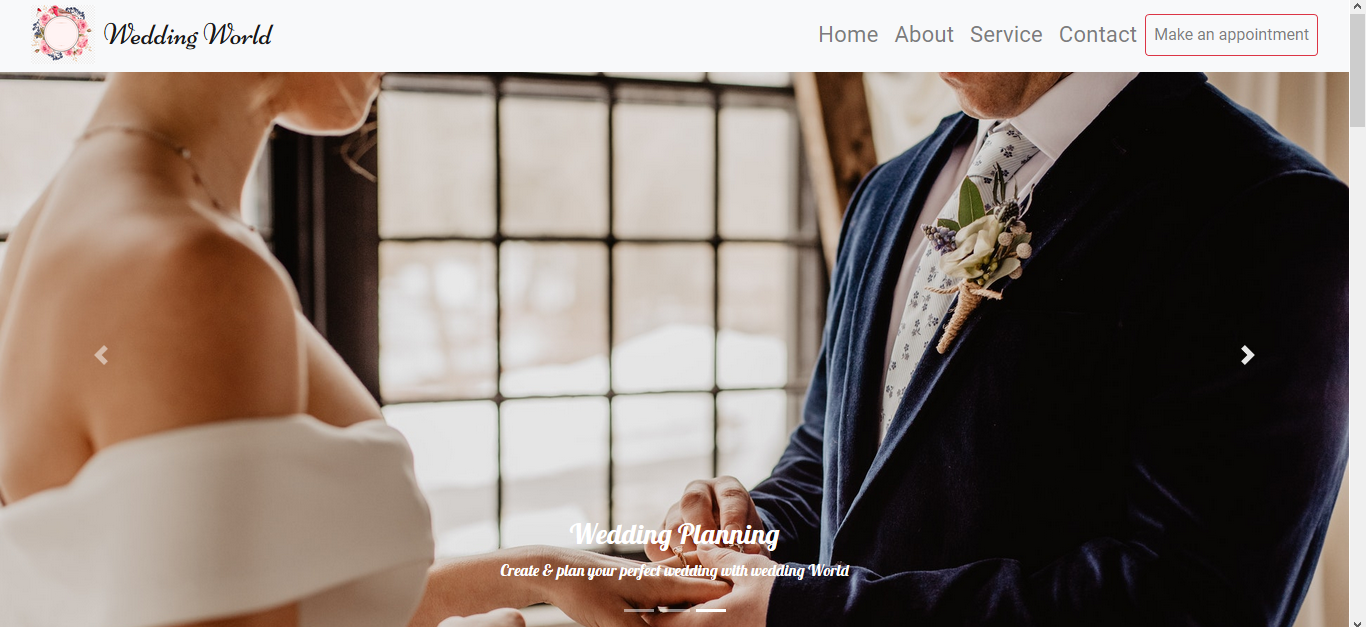 Wedding World
Home About Service Contact Make an appointment
Wedding Planning
Create & plan your perfect wedding with wedding World